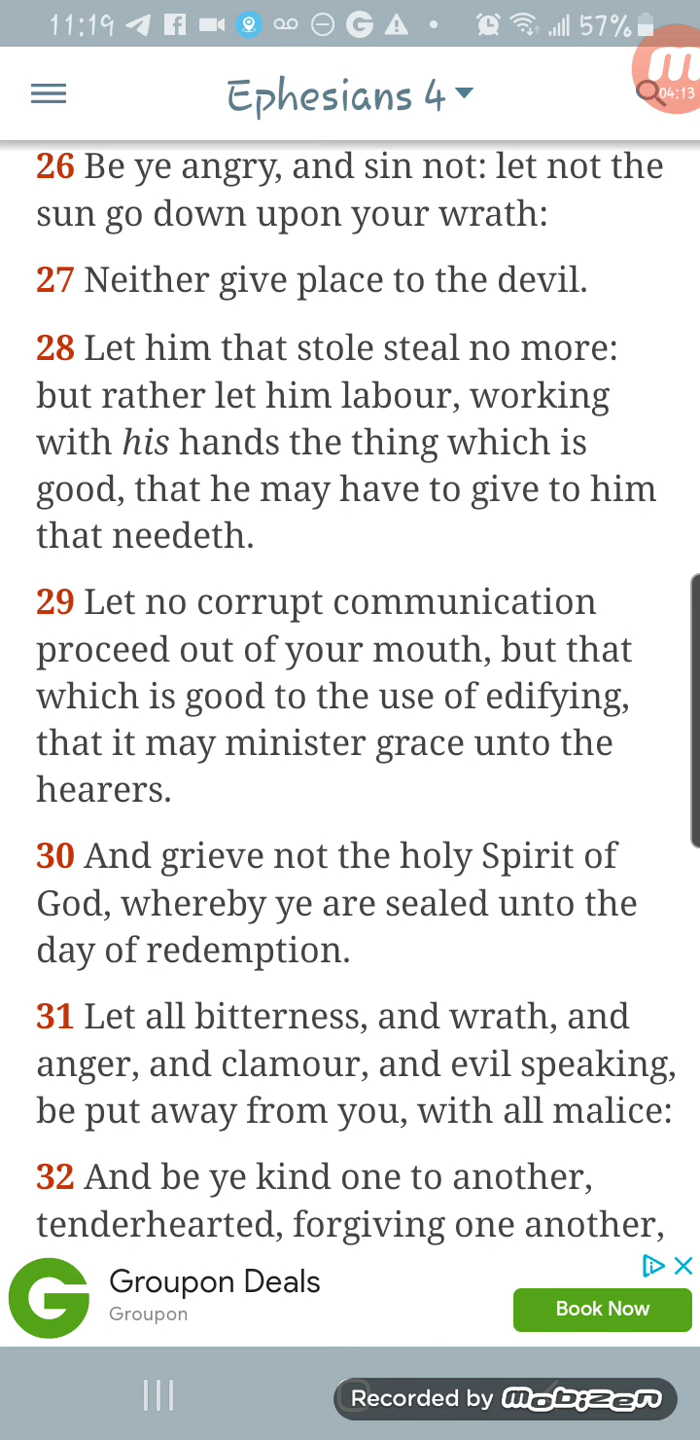 11:19 57%
Ephesians 4
04:13
26 Be ye angry, and sin not: let not the
sun go down upon your wrath:
27 Neither give place to the devil.
28 Let him that stole steal no more:
but rather let him labour, working
with his hands the thing which is
good, that he may have to give to him
that needeth.
29 Let no corrupt communication
proceed out of your mouth, but that
which is good to the use of edifying,
that it may minister grace unto the
hearers.
30 And grieve not the holy Spirit of
God, whereby ye are sealed unto the
day of redemption.
31 Let all bitterness, and wrath, and
anger, and clamour, and evil speaking,
be put away from you, with all malice:
32 And be ye kind one to another,
tenderhearted, forgiving one another,
Groupon Deals
Groupon
Book Now
Recorded by mobizen